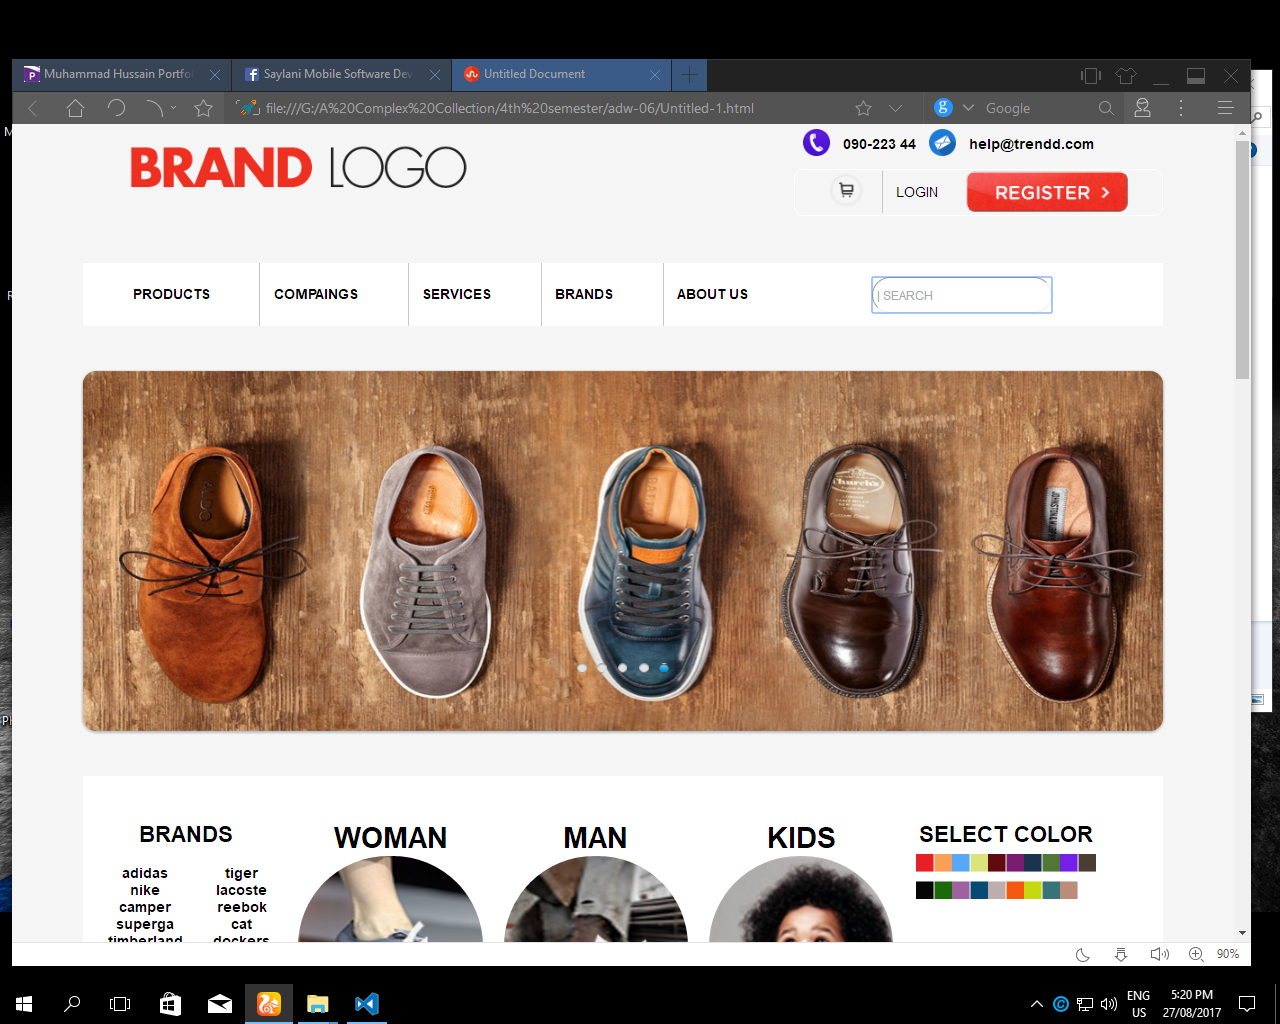 Muhammad Hussain Portfo
Saylani Mobile Software Dev
Untitled Document
file:///G:/A%20Complex%20Collection/4th%20semester/adw-06/Untitled-1.html
Google
BRAND LOGO
090-223 44
help@trendd.com
LOGIN
REGISTER
PRODUCTS
COMPAINGS
SERVICES
BRANDS
ABOUT US
| SEARCH
ALDO
Church's
BRANDS
adidas
nike
camper
superga
timberland
tiger
lacoste
reebok
cat
dockers
WOMAN
MAN
KIDS
SELECT COLOR
90%
ENG
US
5:20 PM
27/08/2017